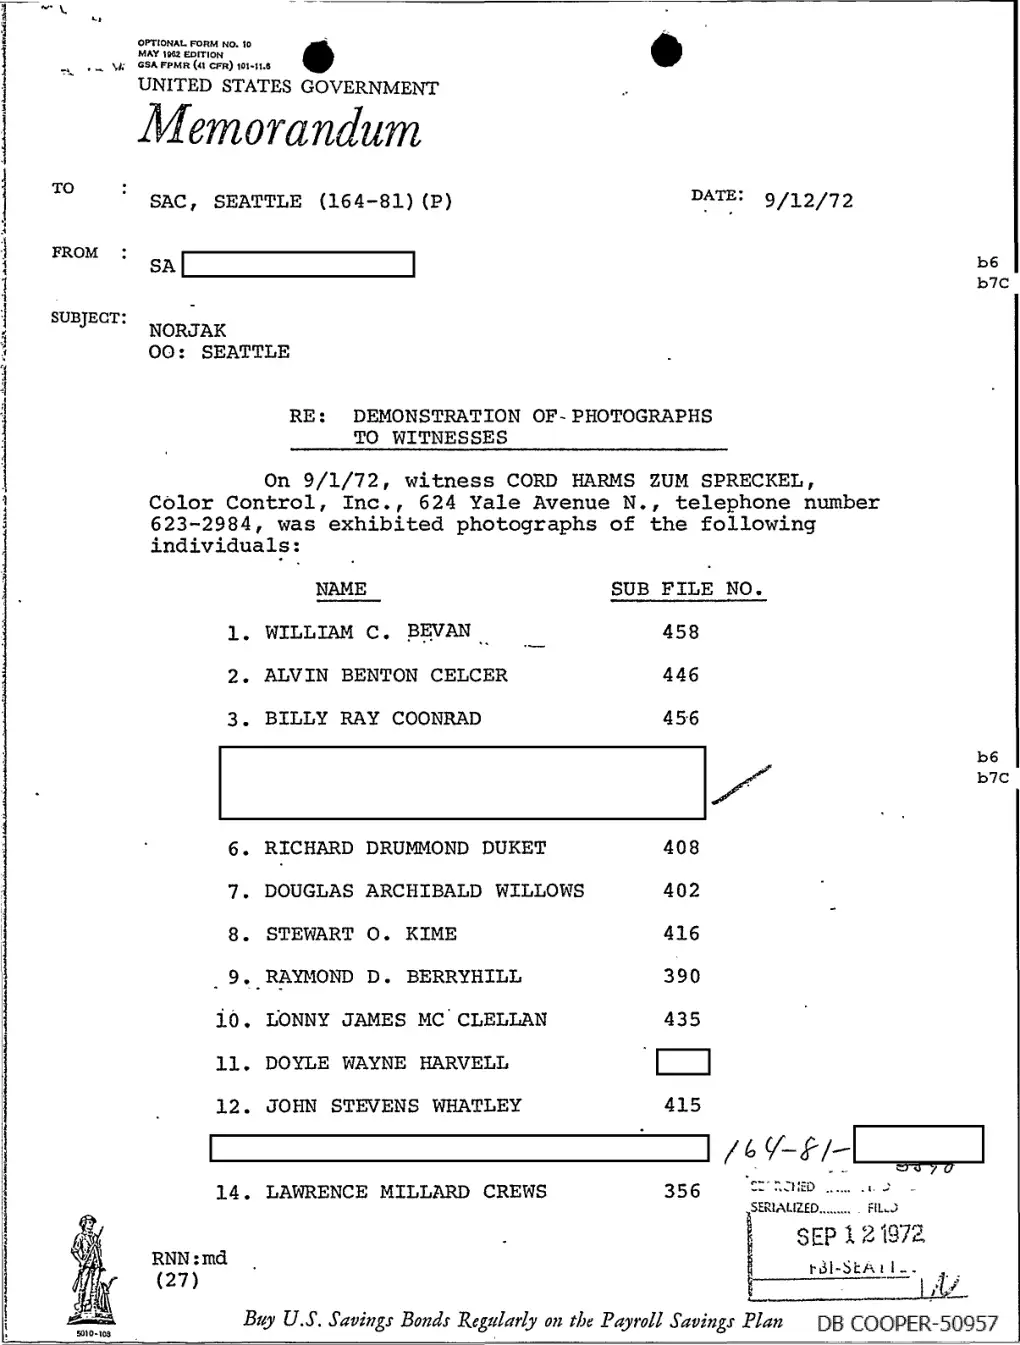 OPTIONAL FORM NO. 10
MAY 1962 EDITION
GSA FPMR (41 CFR) 101-11.6
UNITED STATES GOVERNMENT
Memorandum
TO : SAC, SEATTLE (164-81)(P) DATE: 9/12/72
FROM : SA
b6
b7C
SUBJECT: NORJAK
OO: SEATTLE
RE: DEMONSTRATION OF PHOTOGRAPHS
TO WITNESSES
On 9/1/72, witness CORD HARMS ZUM SPRECKEL,
Color Control, Inc., 624 Yale Avenue N., telephone number
623-2984, was exhibited photographs of the following
individuals:
NAME SUB FILE NO.
1. WILLIAM C. BEVAN 458
2. ALVIN BENTON CELCER 446
3. BILLY RAY COONRAD 456
b6
b7C
6. RICHARD DRUMMOND DUKET 408
7. DOUGLAS ARCHIBALD WILLOWS 402
8. STEWART O. KIME 416
9. RAYMOND D. BERRYHILL 390
10. LONNY JAMES MC CLELLAN 435
11. DOYLE WAYNE HARVELL
12. JOHN STEVENS WHATLEY 415
164-81-
14. LAWRENCE MILLARD CREWS 356
SERIALIZED......... FILED
SEP 12 1972
FBI-SEATTLE
RNN:md
(27)
5010-108
Buy U.S. Savings Bonds Regularly on the Payroll Savings Plan
DB COOPER-50957